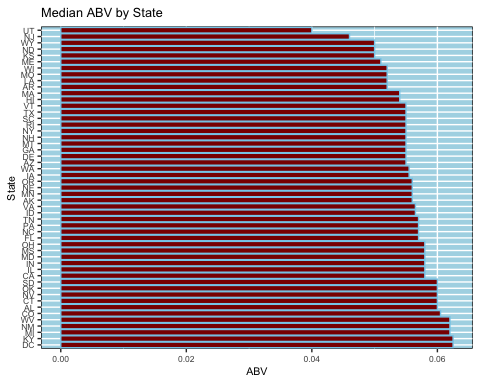 Median ABV by State
UT
NJ
WY
ND
KS
ME
WI
MO
LA
AR
MA
HI
VT
TX
SC
RI
NY
NH
MT
GA
DE
AZ
WA
IA
OR
NE
MN
AK
VA
ID
TN
PA
NC
FL
OH
MS
MD
IN
IL
CA
SD
OK
NV
CT
AL
CO
WV
NM
MI
KY
DC
State
0.00 0.02 0.04 0.06
ABV